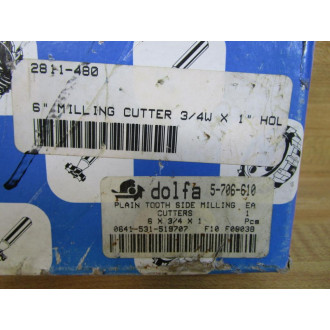 2811-480
6" MILLING CUTTER 3/4W X 1" HOL
dolfa 5-706-610
PLAIN TOOTH SIDE MILLING EA
CUTTERS 1
6 X 3/4 X 1 Pcs
0641-531-519707 F10 F0803B